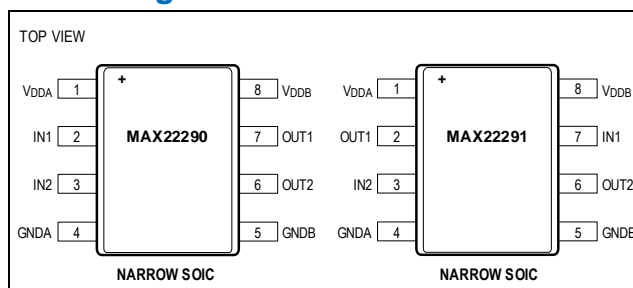 TOP VIEW
+
VDDA 1
8 VDDB
IN1 2
MAX22290
7 OUT1
IN2 3
6 OUT2
GNDA 4
5 GNDB
NARROW SOIC
+
VDDA 1
8 VDDB
OUT1 2
MAX22291
7 IN1
IN2 3
6 OUT2
GNDA 4
5 GNDB
NARROW SOIC